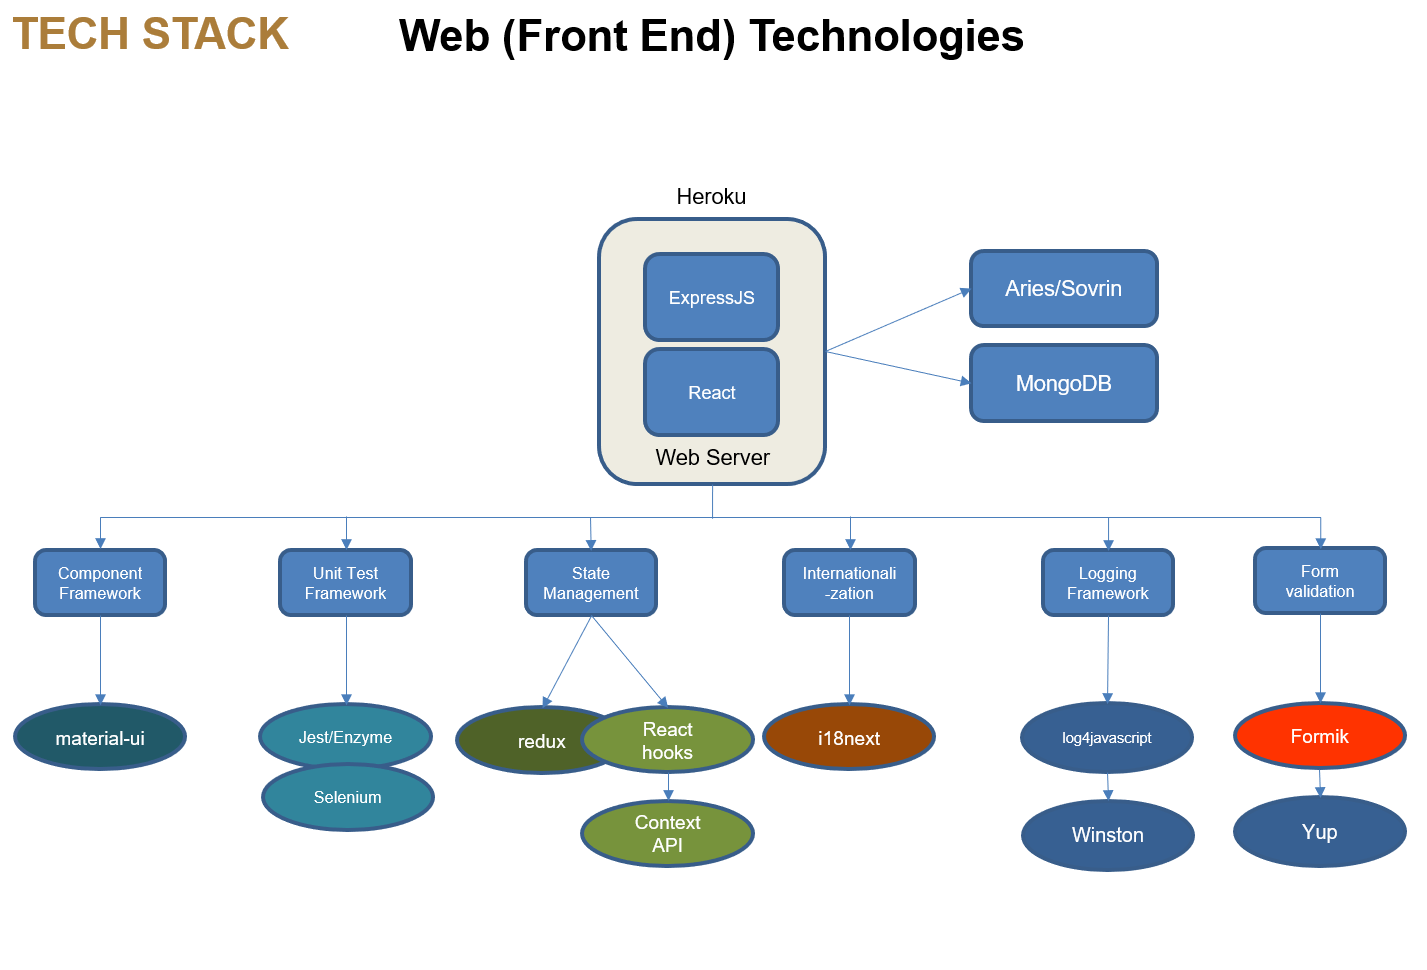 TECH STACK
Web (Front End) Technologies
Heroku
ExpressJS
React
Web Server
Aries/Sovrin
MongoDB
Component
Framework
Unit Test
Framework
State
Management
Internationali
-zation
Logging
Framework
Form
validation
material-ui
Jest/Enzyme
Selenium
redux
React
hooks
Context
API
i18next
log4javascript
Winston
Formik
Yup